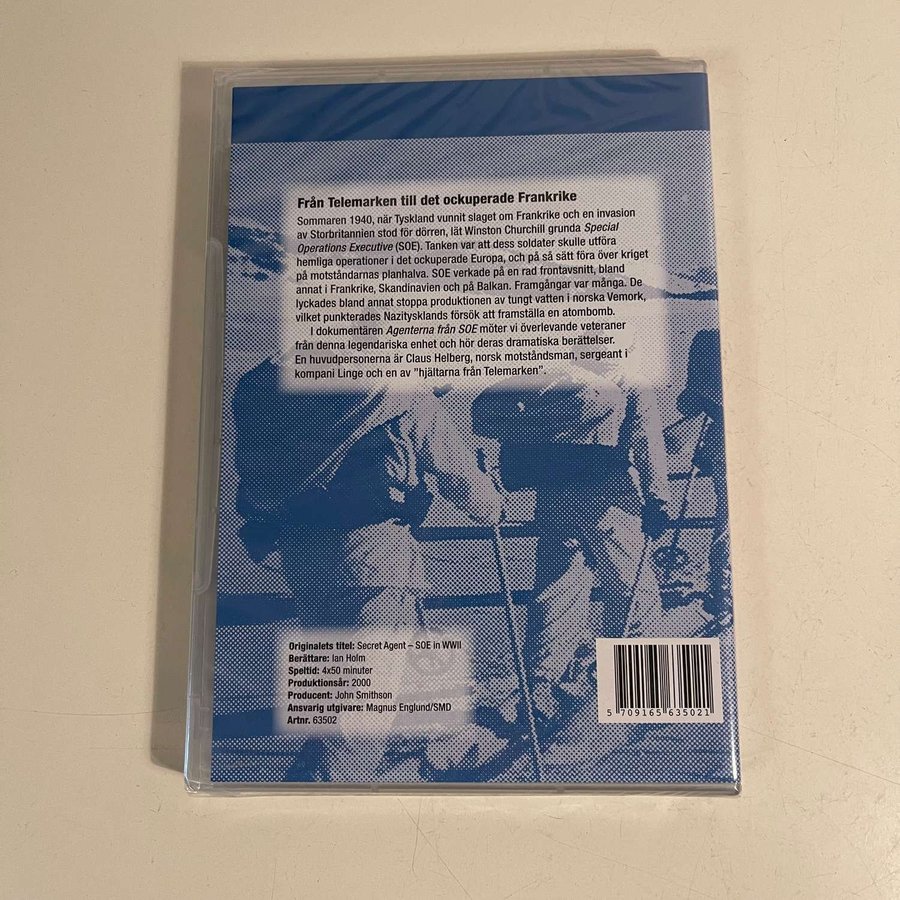 Från Telemarken till det ockuperade Frankrike
Sommaren 1940, när Tyskland vunnit slaget om Frankrike och en invasion
av Storbritannien stod för dörren, lät Winston Churchill grunda Special
Operations Executive (SOE). Tanken var att dess soldater skulle utföra
hemliga operationer i det ockuperade Europa, och på så sätt föra över kriget
på motståndarnas planhalva. SOE verkade på en rad frontavsnitt, bland
annat i Frankrike, Skandinavien och på Balkan. Framgångar var många. De
lyckades bland annat stoppa produktionen av tungt vatten i norska Vemork,
vilket punkterades Nazitysklands försök att framställa en atombomb.
I dokumentären Agenterna från SOE möter vi överlevande veteraner
från denna legendariska enhet och hör deras dramatiska berättelser.
En huvudpersonerna är Claus Helberg, norsk motståndsman, sergeant i
kompani Linge och en av ”hjältarna från Telemarken”.
Originalets titel: Secret Agent – SOE in WWII
Berättare: Ian Holm
Speltid: 4x50 minuter
Produktionsår: 2000
Producent: John Smithson
Ansvarig utgivare: Magnus Englund/SMD
Artnr. 63502
5 709165 635021